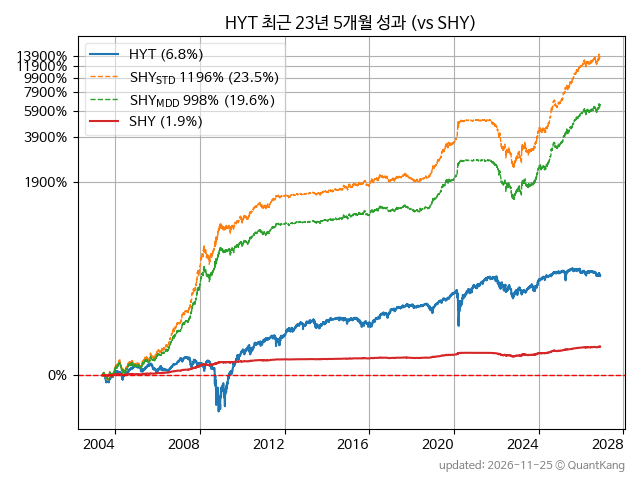 HYT 최근 23년 5개월 성과 (vs SHY)
HYT (6.8%)
SHY_STD 1196% (23.5%)
SHY_MDD 998% (19.6%)
SHY (1.9%)
13900%
11900%
9900%
7900%
5900%
3900%
1900%
0%
2004 2008 2012 2016 2020 2024 2028
updated: 2026-11-25 © QuantKang